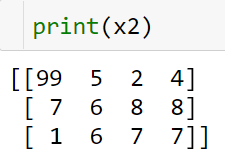 print(x2)
[[99  5  2  4]
 [ 7  6  8  8]
 [ 1  6  7  7]]